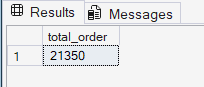 Results Messages
total_order
1 21350